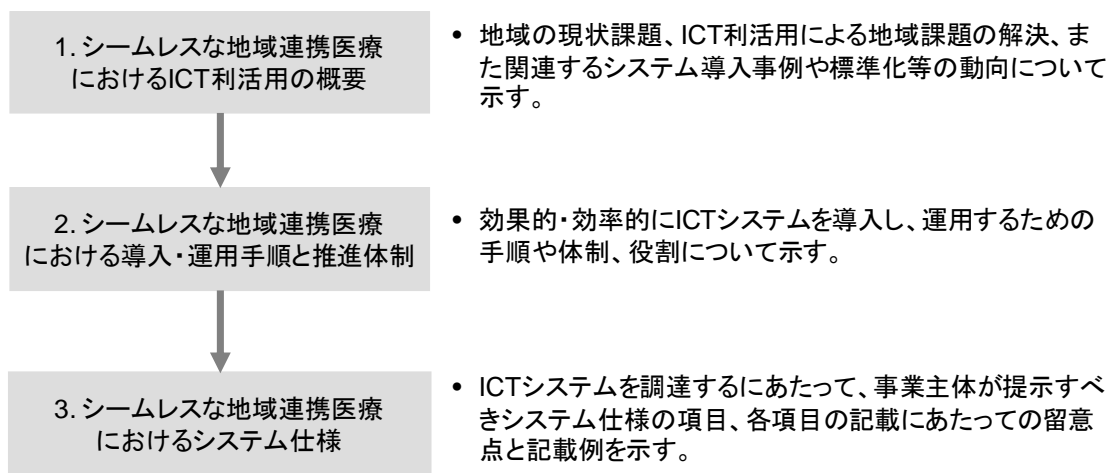 1. シームレスな地域連携医療
におけるICT利活用の概要
• 地域の現状課題、ICT利活用による地域課題の解決、ま
た関連するシステム導入事例や標準化等の動向について
示す。
2. シームレスな地域連携医療
における導入・運用手順と推進体制
• 効果的・効率的にICTシステムを導入し、運用するための
手順や体制、役割について示す。
3. シームレスな地域連携医療
におけるシステム仕様
• ICTシステムを調達するにあたって、事業主体が提示すべ
きシステム仕様の項目、各項目の記載にあたっての留意
点と記載例を示す。